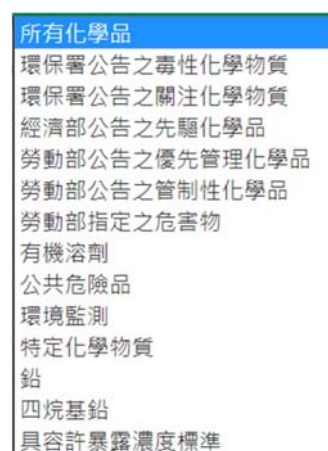 所有化學品
環保署公告之毒性化學物質
環保署公告之關注化學物質
經濟部公告之先驅化學品
勞動部公告之優先管理化學品
勞動部公告之管制性化學品
勞動部指定之危害物
有機溶劑
公共危險品
環境監測
特定化學物質
鉛
四烷基鉛
具容許暴露濃度標準